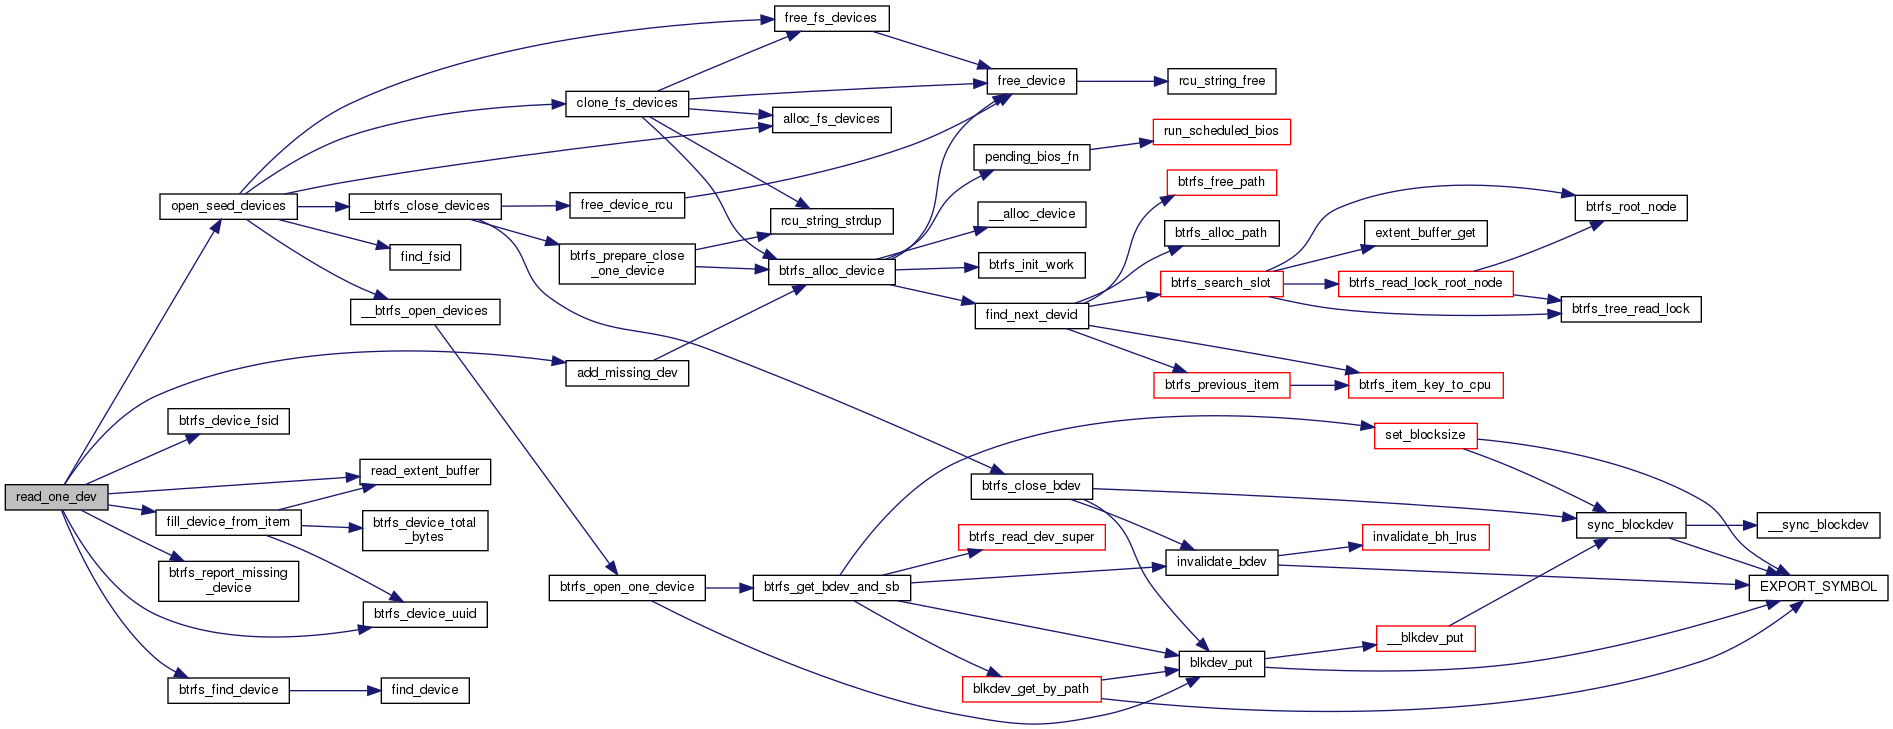 free_fs_devices
free_device
rcu_string_free
clone_fs_devices
alloc_fs_devices
run_scheduled_bios
pending_bios_fn
btrfs_free_path
open_seed_devices
__btrfs_close_devices
free_device_rcu
rcu_string_strdup
__alloc_device
btrfs_root_node
btrfs_alloc_path
extent_buffer_get
find_fsid
btrfs_prepare_close
_one_device
btrfs_alloc_device
btrfs_init_work
btrfs_search_slot
btrfs_read_lock_root_node
__btrfs_open_devices
find_next_devid
btrfs_tree_read_lock
add_missing_dev
btrfs_previous_item
btrfs_item_key_to_cpu
btrfs_device_fsid
set_blocksize
read_extent_buffer
btrfs_close_bdev
read_one_dev
fill_device_from_item
btrfs_device_total
_bytes
sync_blockdev
__sync_blockdev
btrfs_read_dev_super
invalidate_bh_lrus
invalidate_bdev
btrfs_report_missing
_device
btrfs_open_one_device
btrfs_get_bdev_and_sb
EXPORT_SYMBOL
btrfs_device_uuid
__blkdev_put
blkdev_put
btrfs_find_device
find_device
blkdev_get_by_path